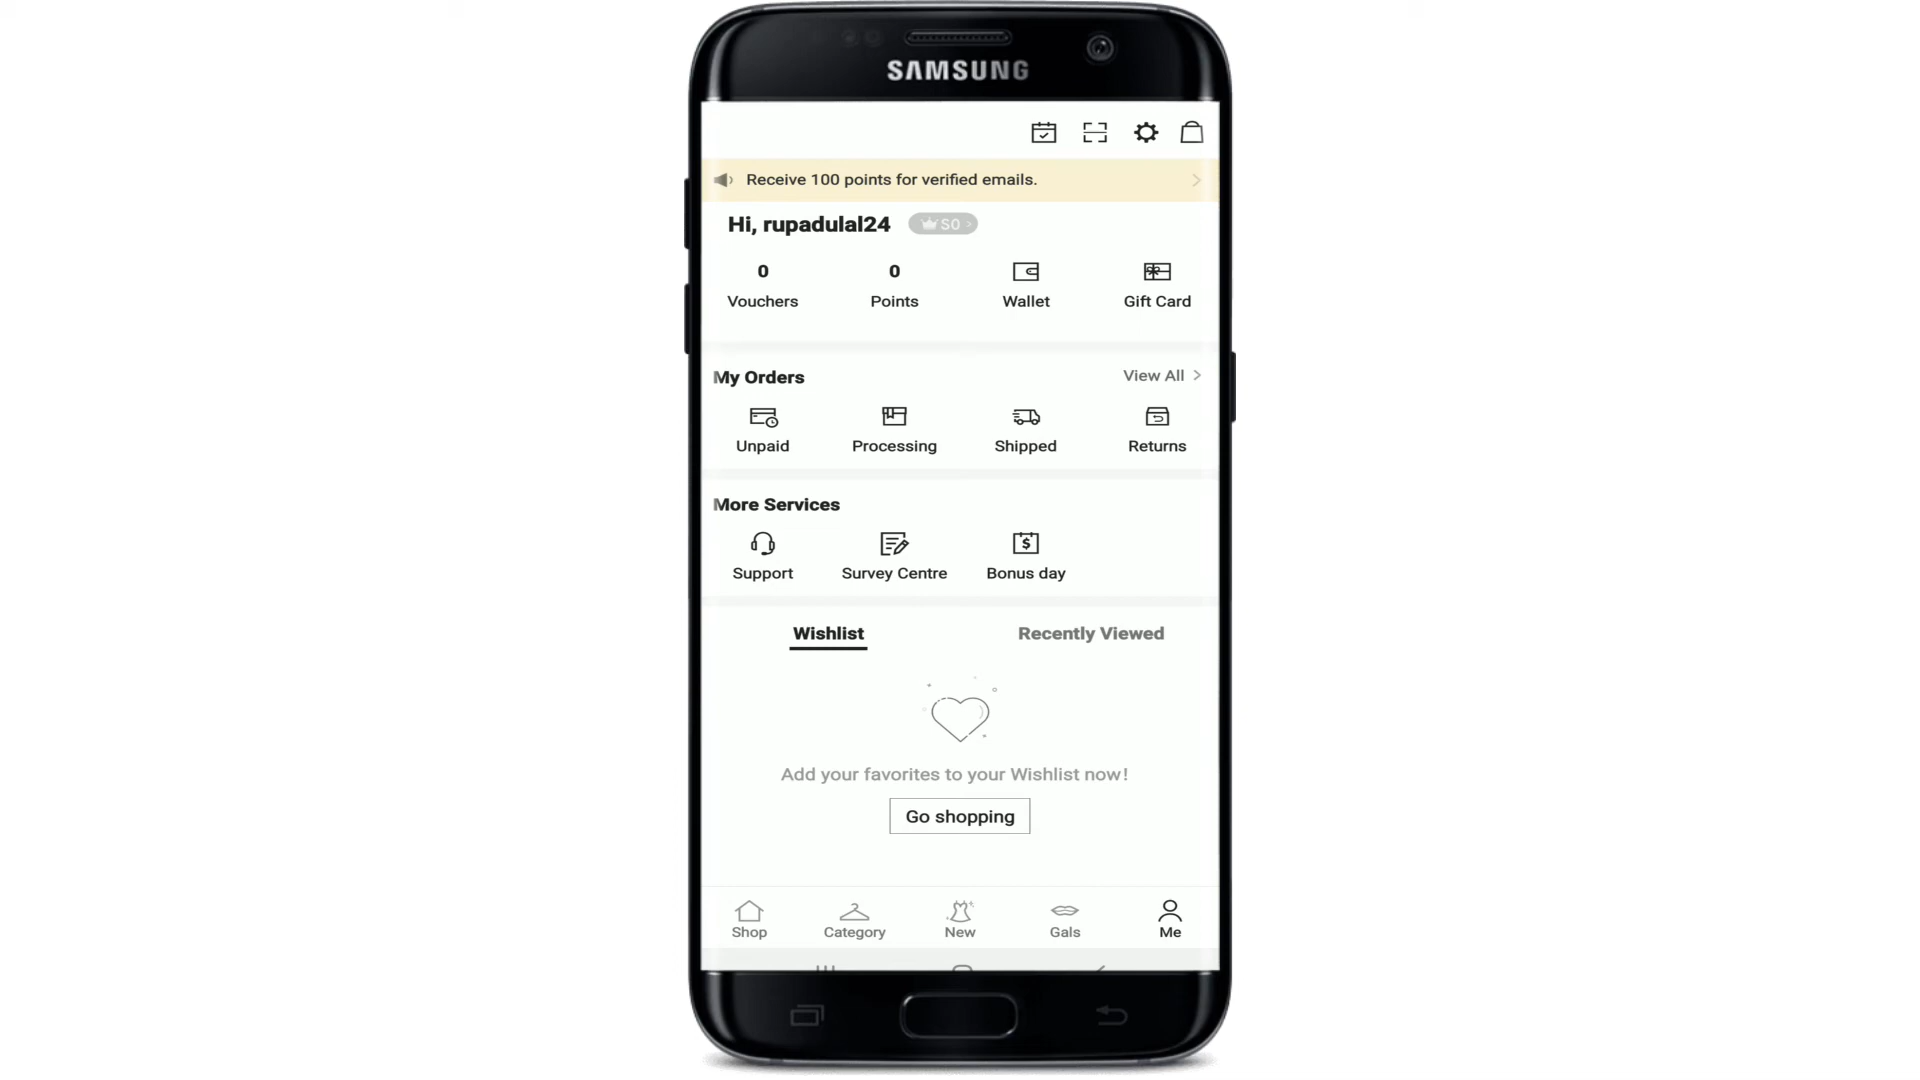 SAMSUNG
Receive 100 points for verified emails.
Hi, rupadulal24 S0
0 0
Vouchers Points Wallet Gift Card
My Orders View All
Unpaid Processing Shipped Returns
More Services
$
Support Survey Centre Bonus day
Wishlist Recently Viewed
Add your favorites to your Wishlist now!
Go shopping
Shop Category New Gals Me